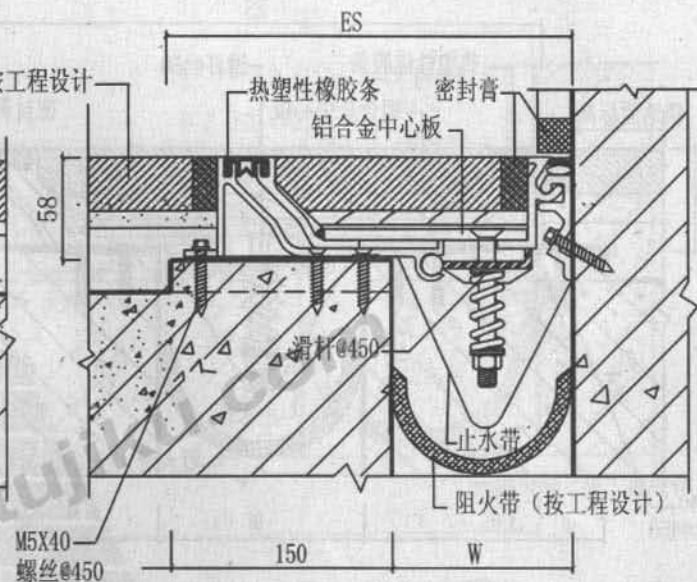 ES
按工程设计
热塑性橡胶条
密封膏
铝合金中心板
58
滑杆@450
止水带
阻火带（按工程设计）
M5X40
螺丝@450
150
W
tujiku.com